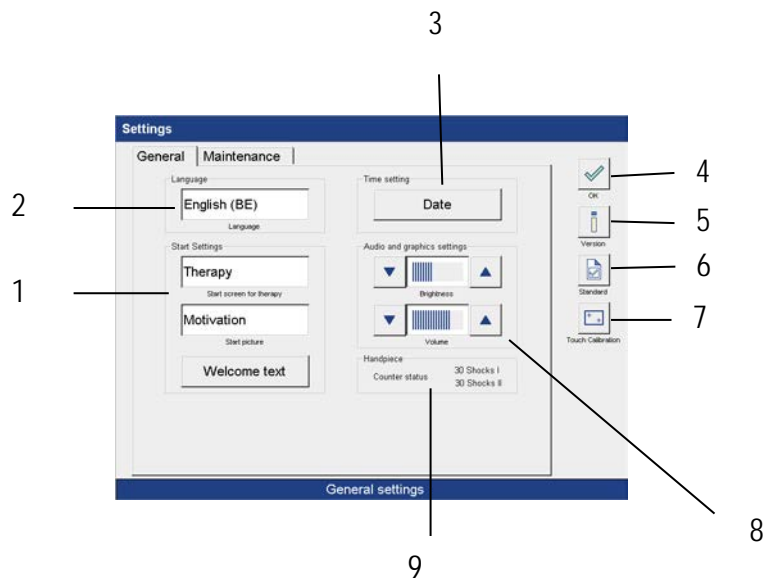 3
Settings
General Maintenance
Language
English (BE)
Language
Time setting
Date
Start Settings
Therapy
Start screen for therapy
Motivation
Start picture
Welcome text
Audio and graphics settings
Brightness
Volume
Handpiece
Counter status
30 Shocks I
30 Shocks II
OK
Version
Standard
Touch Calibration
General settings
2
1
4
5
6
7
8
9